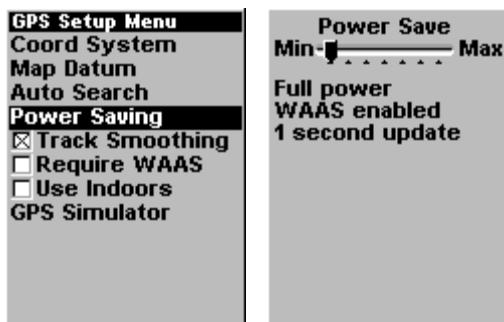 GPS Setup Menu
Coord System
Map Datum
Auto Search
Power Saving
Track Smoothing
Require WAAS
Use Indoors
GPS Simulator
Power Save
Min Max
Full power
WAAS enabled
1 second update